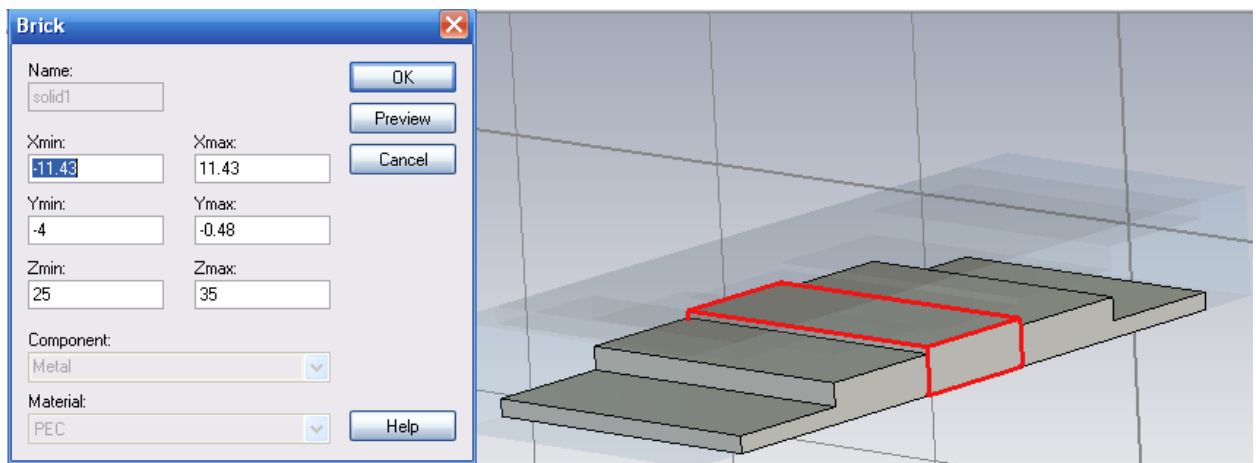 Brick
Name:
solid1
OK
Preview
Cancel
Xmin: Xmax:
-11.43 11.43
Ymin: Ymax:
-4 -0.48
Zmin: Zmax:
25 35
Component:
Metal
Material:
PEC
Help